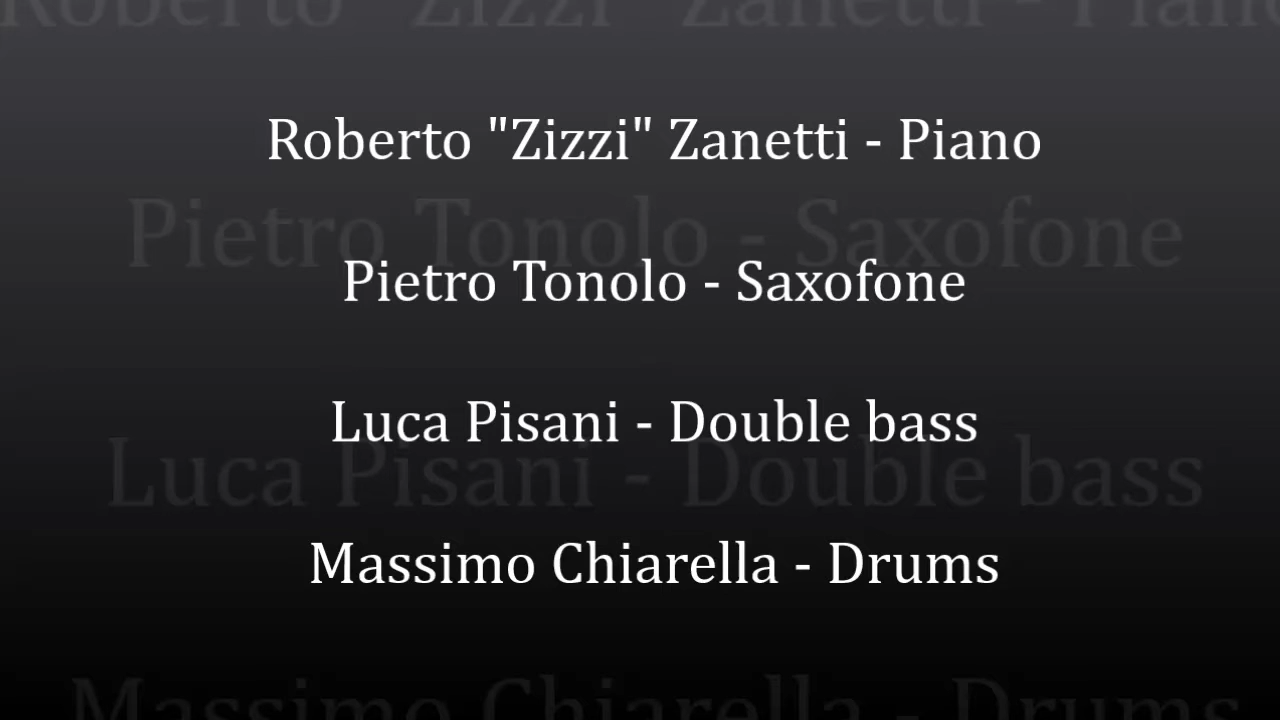 Roberto "Zizzi" Zanetti - Piano
Pietro Tonolo - Saxofone
Luca Pisani - Double bass
Massimo Chiarella - Drums